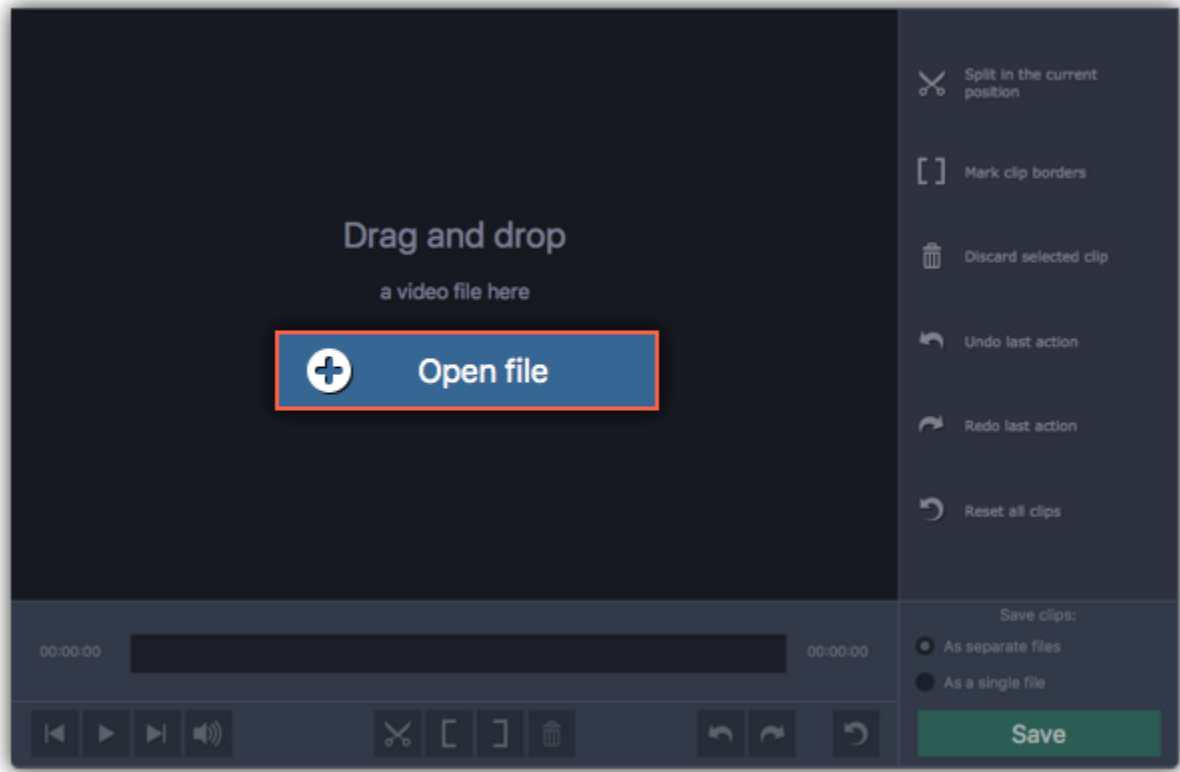 Split in the current
position
Mark clip borders
Drag and drop
a video file here
Discard selected clip
Open file
Undo last action
Redo last action
Reset all clips
Save clips:
00:00:00
00:00:00
As separate files
As a single file
Save